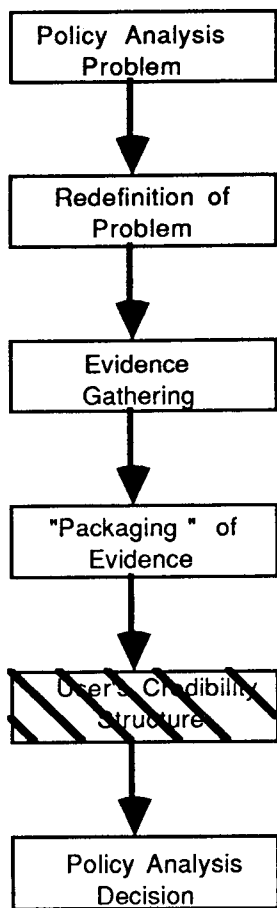 Policy Analysis
Problem
Redefinition of
Problem
Evidence
Gathering
"Packaging " of
Evidence
User's Credibility
Structure
Policy Analysis
Decision